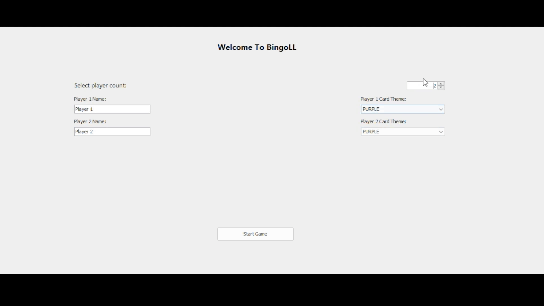 Welcome To BingoLL
Select player count: 2
Player 1 Name: Player 1 Card Theme:
Player 1 PURPLE
Player 2 Name: Player 2 Card Theme:
Player 2 PURPLE
Start Game